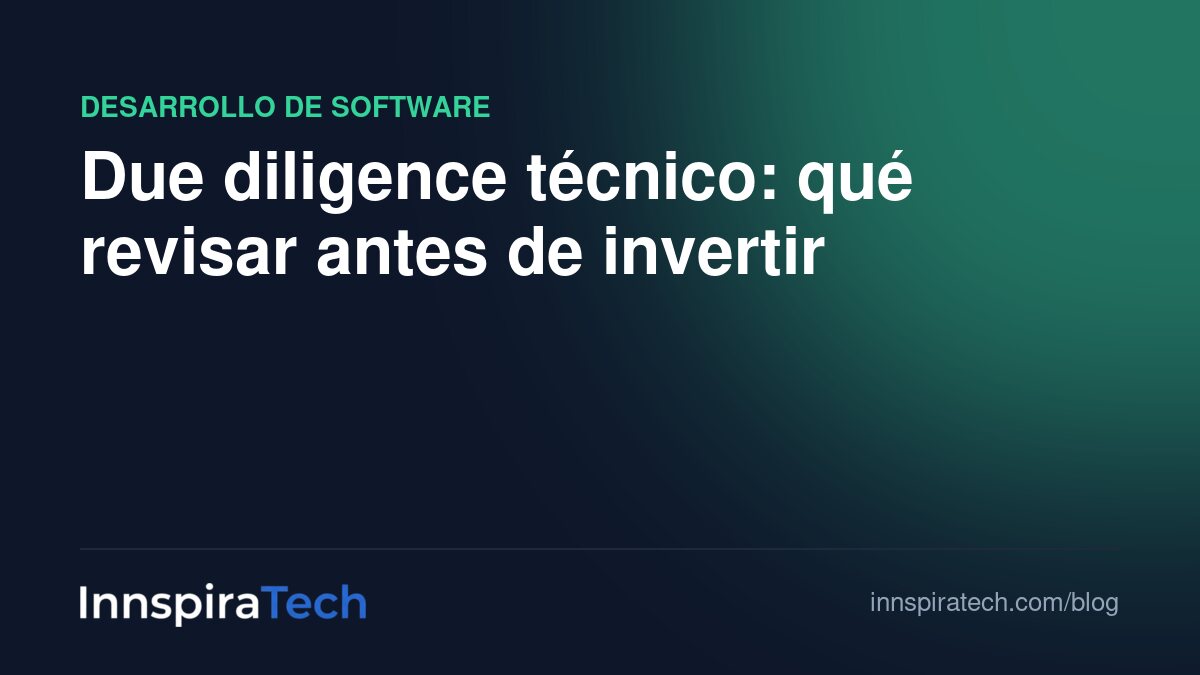 DESARROLLO DE SOFTWARE
Due diligence técnico: qué
revisar antes de invertir
InnspiraTech
innspiratech.com/blog